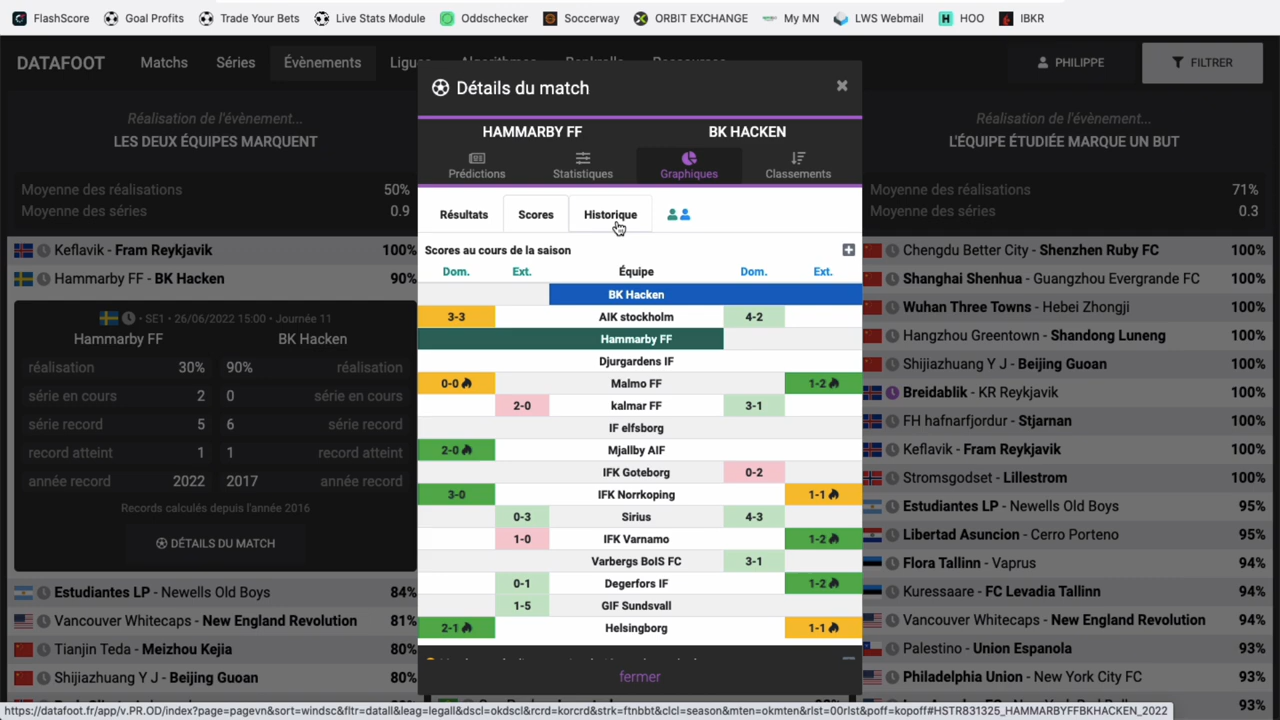 FlashScore Goal Profits Trade Your Bets Live Stats Module Oddschecker Soccerway ORBIT EXCHANGE My MN LWS Webmail H HOO IBKR
DATAFOOT Matchs Séries Évènements PHILIPPE FILTRER
Réalisation de l'évènement...
LES DEUX ÉQUIPES MARQUENT
Moyenne des réalisations 50%
Moyenne des séries 0.9
Keflavik - Fram Reykjavik 100%
Hammarby FF - BK Hacken 90%
• SE1 • 26/06/2022 15:00 • Journée 11
Hammarby FF BK Hacken
réalisation 30% 90% réalisation
série en cours 2 0 série en cours
série record 5 6 série record
record atteint 1 1 record atteint
année record 2022 2017 année record
Records calculés depuis l'année 2016
DÉTAILS DU MATCH
Estudiantes LP - Newells Old Boys 84%
Vancouver Whitecaps - New England Revolution 81%
Tianjin Teda - Meizhou Kejia 80%
Shijiazhuang Y J - Beijing Guoan 80%
Détails du match ×
HAMMARBY FF BK HACKEN
Prédictions Statistiques Graphiques Classements
Résultats Scores Historique
Scores au cours de la saison
Dom. Ext. Équipe Dom. Ext.
BK Hacken
3-3 AIK stockholm 4-2
Hammarby FF
Djurgardens IF
0-0 Malmo FF 1-2
2-0 kalmar FF 3-1
IF elfsborg
2-0 Mjallby AIF
IFK Goteborg 0-2
3-0 IFK Norrkoping 1-1
0-3 Sirius 4-3
1-0 IFK Varnamo 1-2
Varbergs BoIS FC 3-1
0-1 Degerfors IF 1-2
1-5 GIF Sundsvall
2-1 Helsingborg 1-1
fermer
Réalisation de l'évènement...
L'ÉQUIPE ÉTUDIÉE MARQUE UN BUT
Moyenne des réalisations 71%
Moyenne des séries 0.3
Chengdu Better City - Shenzhen Ruby FC 100%
Shanghai Shenhua - Guangzhou Evergrande FC 100%
Wuhan Three Towns - Hebei Zhongji 100%
Hangzhou Greentown - Shandong Luneng 100%
Shijiazhuang Y J - Beijing Guoan 100%
Breidablik - KR Reykjavik 100%
FH hafnarfjordur - Stjarnan 100%
Keflavik - Fram Reykjavik 100%
Stromsgodset - Lillestrom 100%
Estudiantes LP - Newells Old Boys 95%
Libertad Asuncion - Cerro Porteno 95%
Flora Tallinn - Vaprus 94%
Kuressaare - FC Levadia Tallinn 94%
Vancouver Whitecaps - New England Revolution 94%
Palestino - Union Espanola 93%
Philadelphia Union - New York City FC 93%
93%
https://datafoot.fr/app/v.PR.OD/index?page=pagevn&sort=windsc&fltr=datall&leag=legall&dscl=okdscl&rcrd=korcrd&strk=ftnbbt&clcl=season&mten=okmten&rlst=00rlst&poff=kopoff#HSTR831325_HAMMARBYFFBKHACKEN_2022